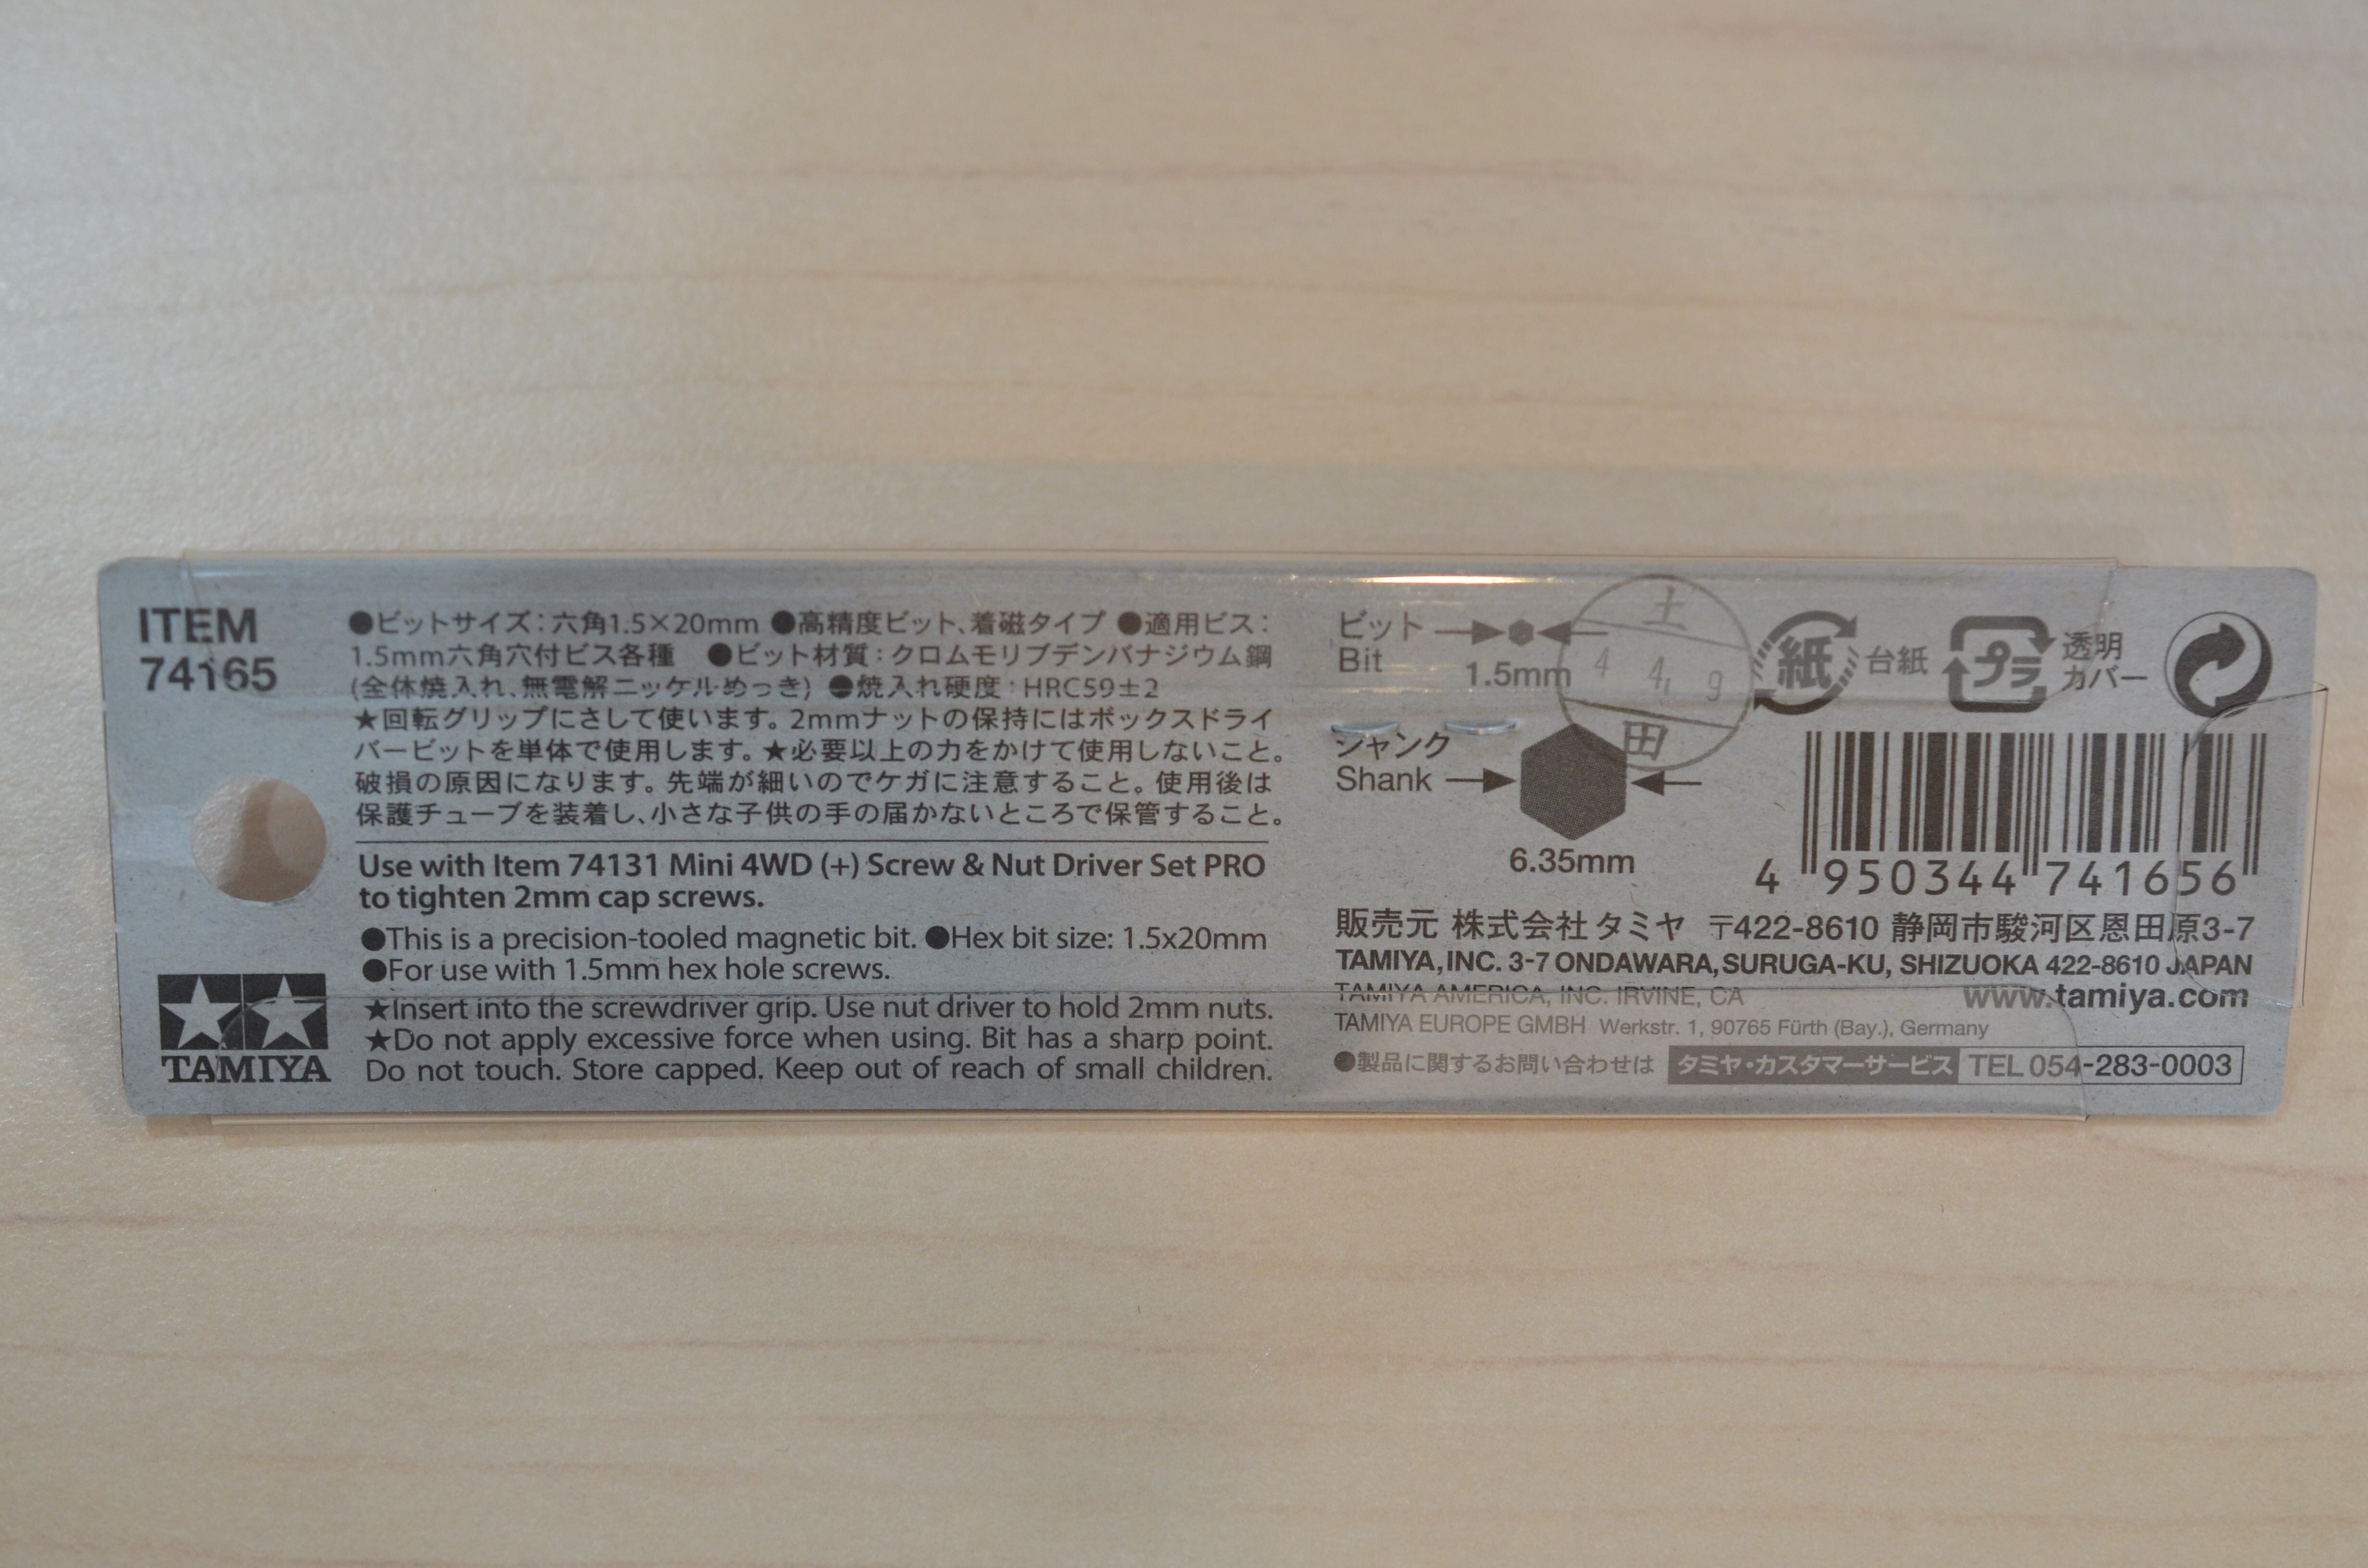 ITEM
74165
●ビットサイズ：六角1.5×20mm ●高精度ビット、着磁タイプ ●適用ビス：
1.5mm六角穴付ビス各種 ●ビット材質：クロムモリブデンバナジウム鋼
(全体焼入れ、無電解ニッケルめっき) ●焼入れ硬度：HRC59±2
★回転グリップにさして使います。2mmナットの保持にはボックスドライ
バービットを単体で使用します。★必要以上の力をかけて使用しないこと。
破損の原因になります。先端が細いのでケガに注意すること。使用後は
保護チューブを装着し、小さな子供の手の届かないところで保管すること。
Use with Item 74131 Mini 4WD (+) Screw & Nut Driver Set PRO
to tighten 2mm cap screws.
●This is a precision-tooled magnetic bit. ●Hex bit size: 1.5x20mm
●For use with 1.5mm hex hole screws.
★Insert into the screwdriver grip. Use nut driver to hold 2mm nuts.
★Do not apply excessive force when using. Bit has a sharp point.
Do not touch. Store capped. Keep out of reach of small children.
TAMIYA
ビット
Bit
1.5mm
シャンク
Shank
6.35mm
土
4 4. 9
田
紙 台紙
プラ 透明
カバー
4 950344 741656
販売元 株式会社タミヤ 〒422-8610 静岡市駿河区恩田原3-7
TAMIYA, INC. 3-7 ONDAWARA, SURUGA-KU, SHIZUOKA 422-8610 JAPAN
TAMIYA AMERICA, INC. IRVINE, CA www.tamiya.com
TAMIYA EUROPE GMBH Werkstr. 1, 90765 Fürth (Bay.), Germany
●製品に関するお問い合わせは タミヤ・カスタマーサービス TEL 054-283-0003